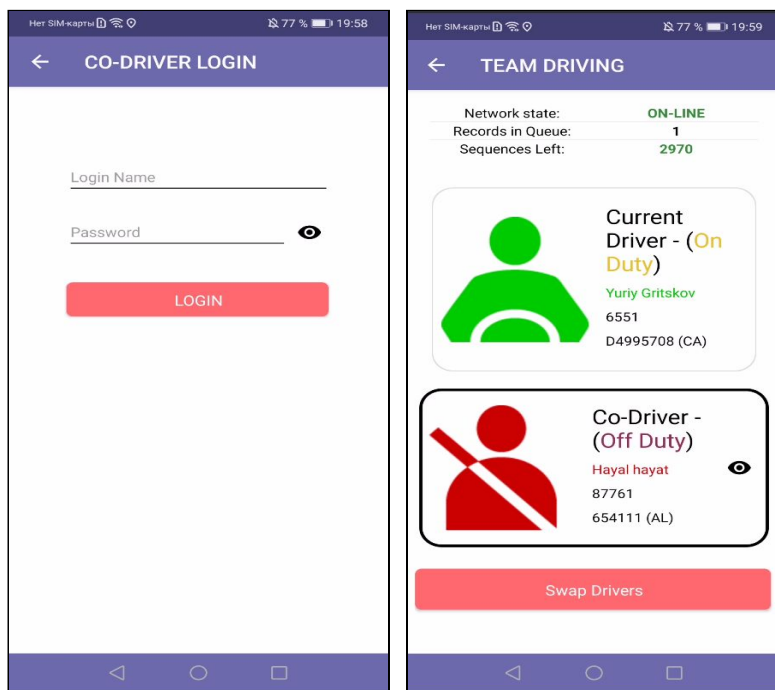 Нет SIM-карты
77 % 19:58
CO-DRIVER LOGIN
Login Name
Password
LOGIN
Нет SIM-карты
77 % 19:59
TEAM DRIVING
Network state: ON-LINE
Records in Queue: 1
Sequences Left: 2970
Current
Driver - (On
Duty)
Yuriy Gritskov
6551
D4995708 (CA)
Co-Driver -
(Off Duty)
Hayal hayat
87761
654111 (AL)
Swap Drivers